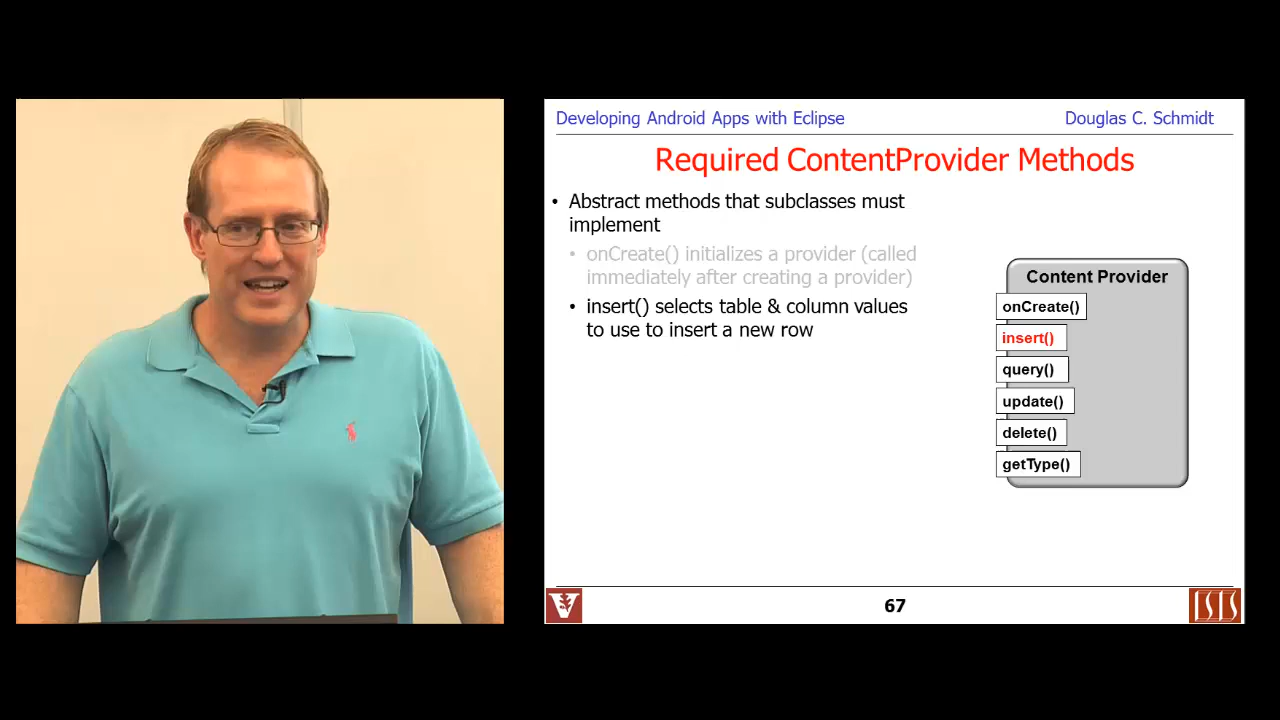 Developing Android Apps with Eclipse
Douglas C. Schmidt
Required ContentProvider Methods
• Abstract methods that subclasses must
implement
• onCreate() initializes a provider (called
immediately after creating a provider)
• insert() selects table & column values
to use to insert a new row
Content Provider
onCreate()
insert()
query()
update()
delete()
getType()
V
67
ISIS